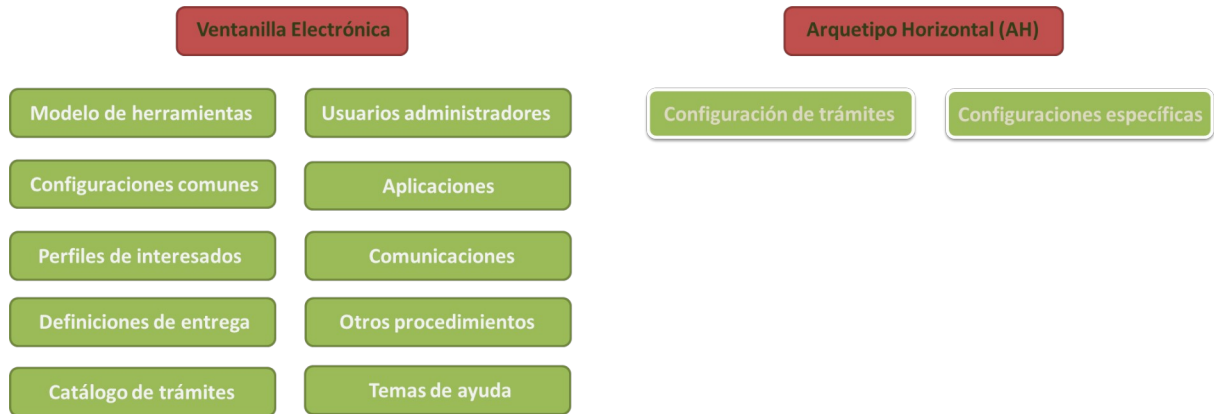 Ventanilla Electrónica
Arquetipo Horizontal (AH)
Modelo de herramientas
Usuarios administradores
Configuración de trámites
Configuraciones específicas
Configuraciones comunes
Aplicaciones
Perfiles de interesados
Comunicaciones
Definiciones de entrega
Otros procedimientos
Catálogo de trámites
Temas de ayuda